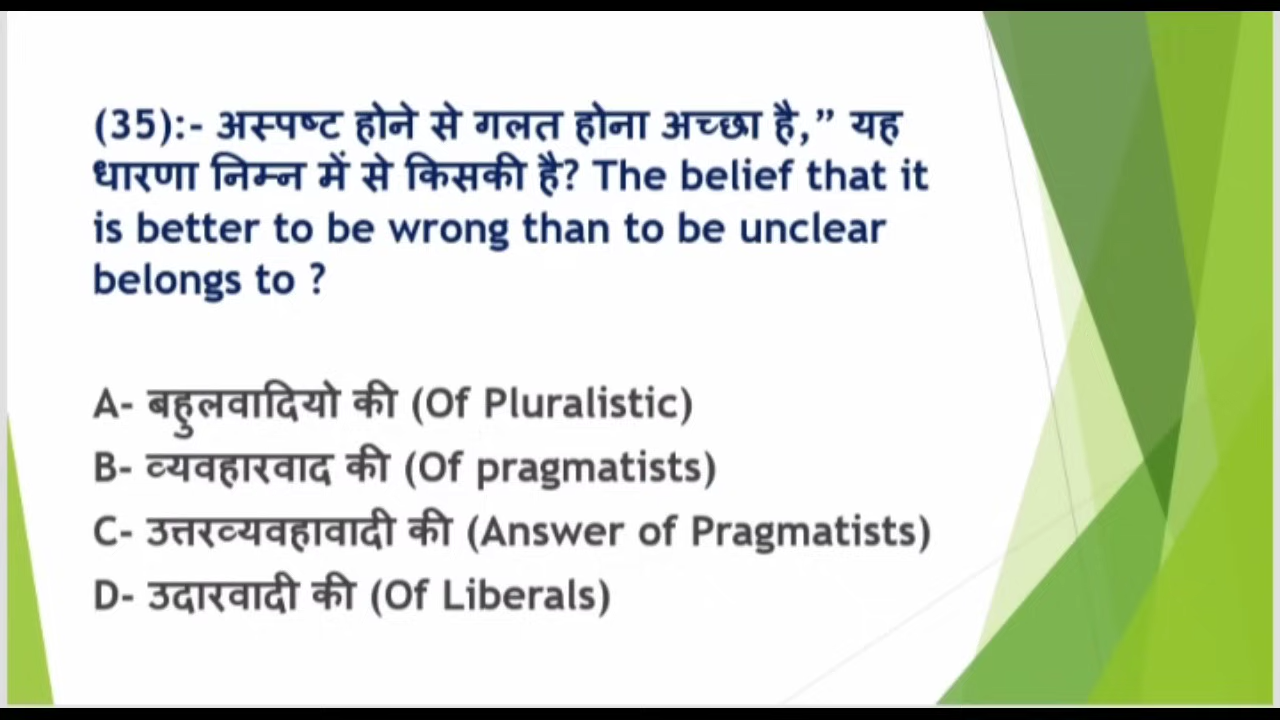 (35):- अस्पष्ट होने से गलत होना अच्छा है,” यह
धारणा निम्न में से किसकी है? The belief that it
is better to be wrong than to be unclear
belongs to ?
A- बहुलवादियो की (Of Pluralistic)
B- व्यवहारवाद की (Of pragmatists)
C- उत्तरव्यवहावादी की (Answer of Pragmatists)
D- उदारवादी की (Of Liberals)